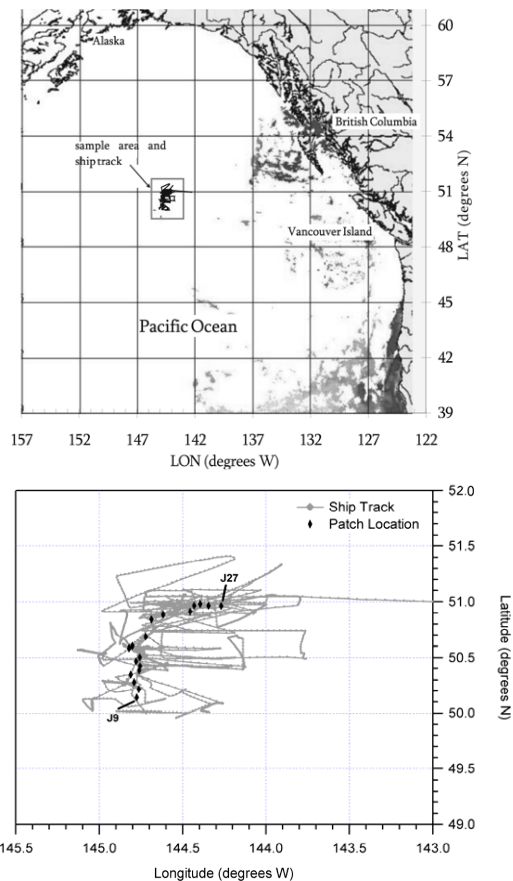 60
Alaska
57
British Columbia
54
sample area and
ship track
51
Vancouver Island
48
LAT (degrees N)
45
Pacific Ocean
42
39
157 152 147 142 137 132 127 122
LON (degrees W)
52.0
Ship Track
Patch Location
51.5
J27
51.0
50.5
J9
50.0
49.5
49.0
Latitude (degrees N)
145.5 145.0 144.5 144.0 143.5 143.0
Longitude (degrees W)